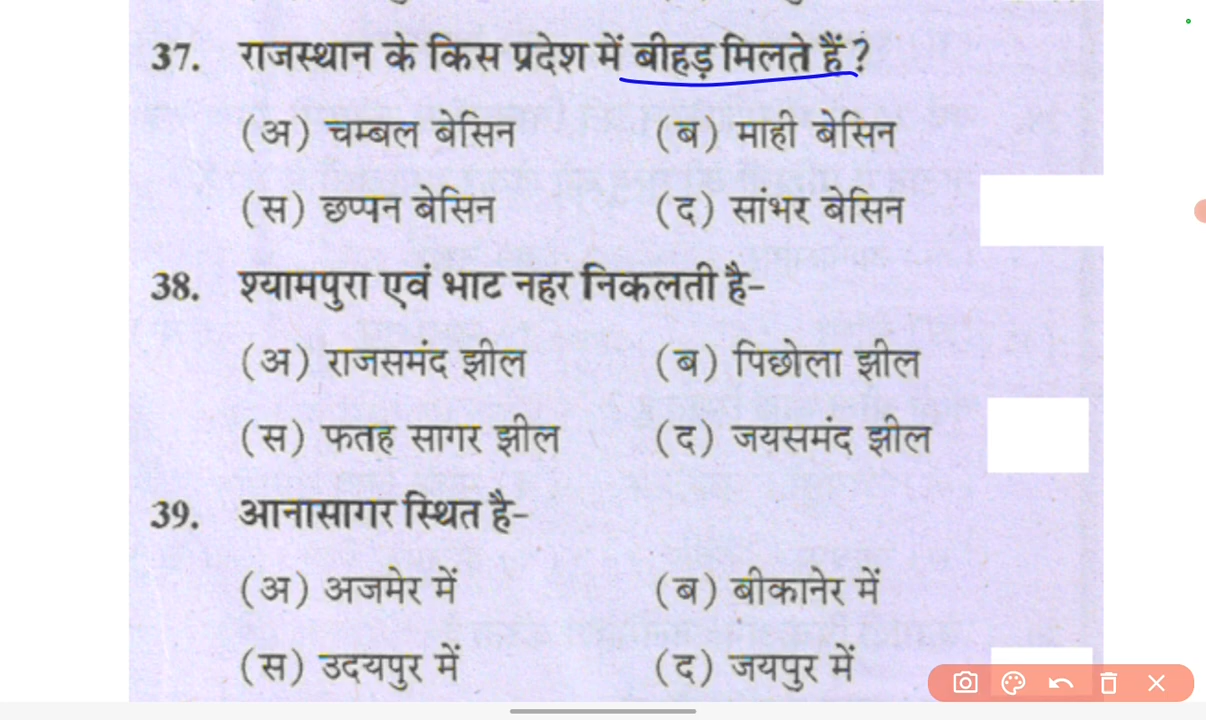 37. राजस्थान के किस प्रदेश में बीहड़ मिलते हैं?
(अ) चम्बल बेसिन (ब) माही बेसिन
(स) छप्पन बेसिन (द) सांभर बेसिन
38. श्यामपुरा एवं भाट नहर निकलती है-
(अ) राजसमंद झील (ब) पिछोला झील
(स) फतह सागर झील (द) जयसमंद झील
39. आनासागर स्थित है-
(अ) अजमेर में (ब) बीकानेर में
(स) उदयपुर में (द) जयपुर में